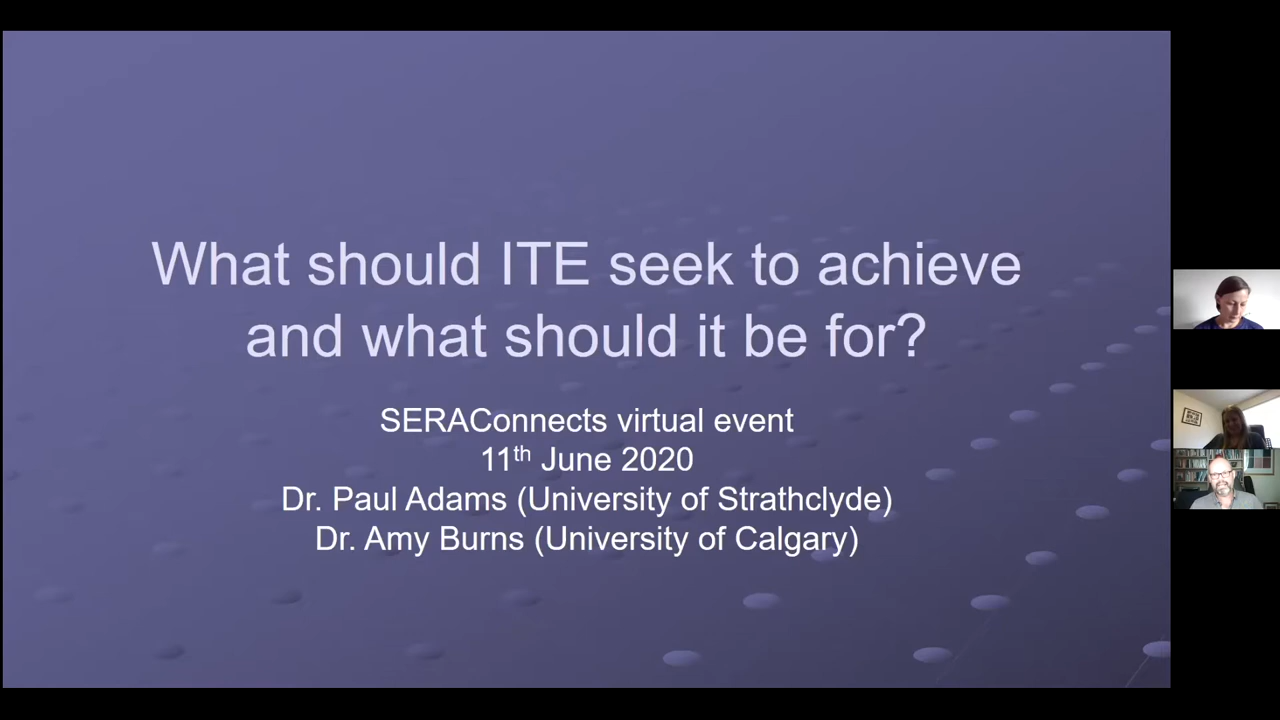 What should ITE seek to achieve
and what should it be for?
SERAConnects virtual event
11th June 2020
Dr. Paul Adams (University of Strathclyde)
Dr. Amy Burns (University of Calgary)